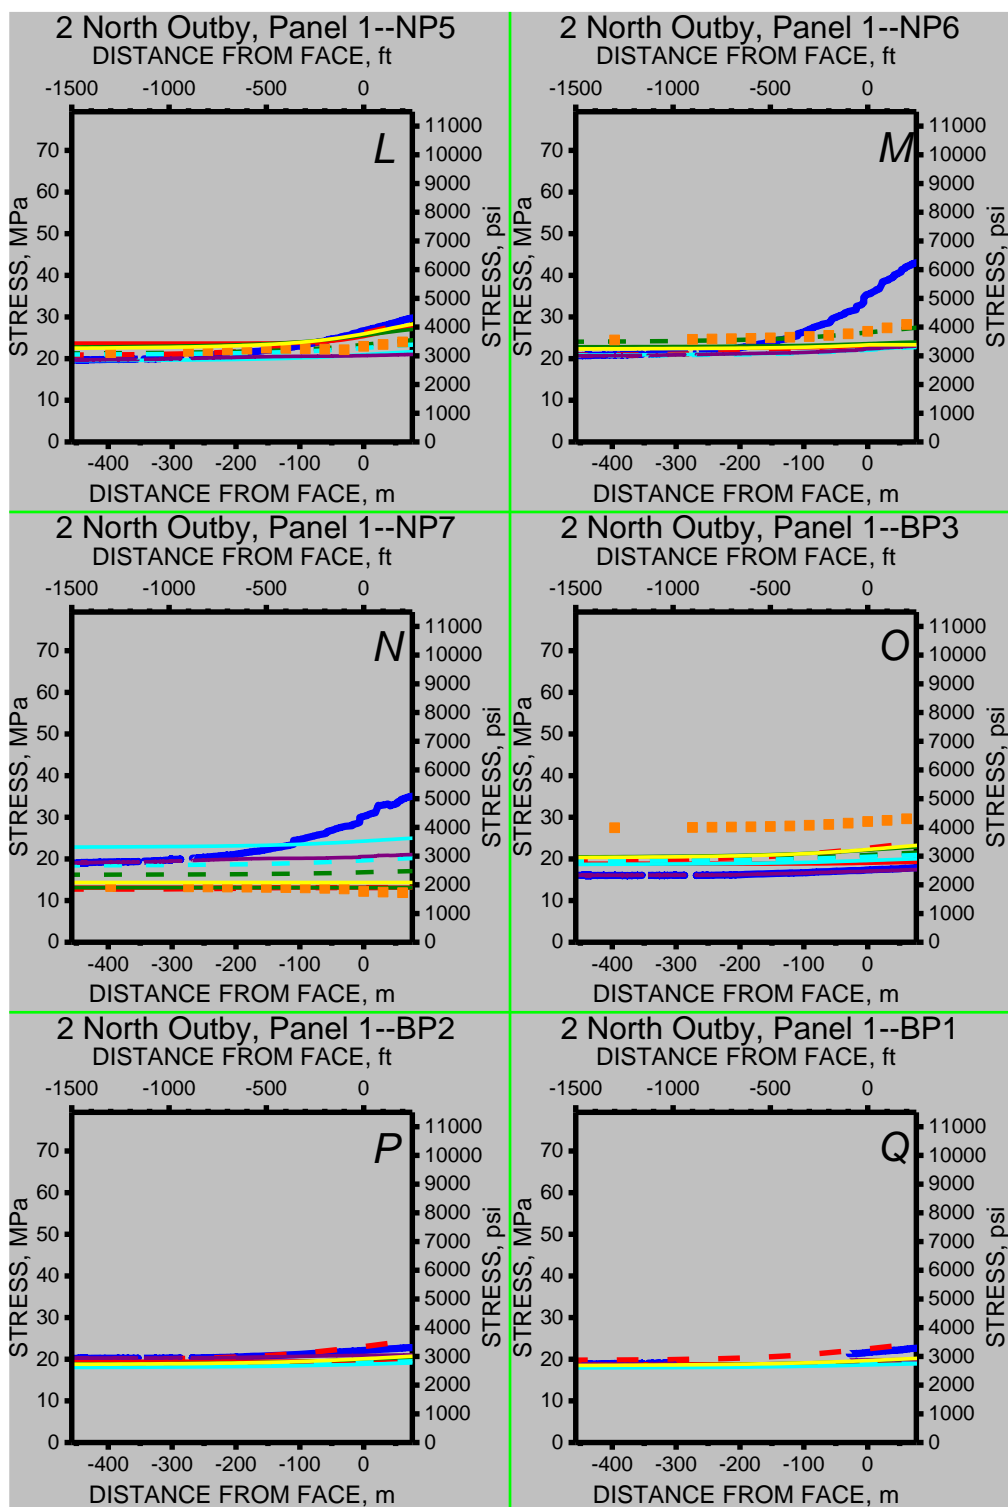 2 North Outby, Panel 1--NP5
DISTANCE FROM FACE, ft
-1500 -1000 -500 0
L
70
60
50
40
30
20
10
0
STRESS, MPa
11000
10000
9000
8000
7000
6000
5000
4000
3000
2000
1000
0
STRESS, psi
-400 -300 -200 -100 0
DISTANCE FROM FACE, m
2 North Outby, Panel 1--NP6
DISTANCE FROM FACE, ft
-1500 -1000 -500 0
M
70
60
50
40
30
20
10
0
STRESS, MPa
11000
10000
9000
8000
7000
6000
5000
4000
3000
2000
1000
0
STRESS, psi
-400 -300 -200 -100 0
DISTANCE FROM FACE, m
2 North Outby, Panel 1--NP7
DISTANCE FROM FACE, ft
-1500 -1000 -500 0
N
70
60
50
40
30
20
10
0
STRESS, MPa
11000
10000
9000
8000
7000
6000
5000
4000
3000
2000
1000
0
STRESS, psi
-400 -300 -200 -100 0
DISTANCE FROM FACE, m
2 North Outby, Panel 1--BP3
DISTANCE FROM FACE, ft
-1500 -1000 -500 0
O
70
60
50
40
30
20
10
0
STRESS, MPa
11000
10000
9000
8000
7000
6000
5000
4000
3000
2000
1000
0
STRESS, psi
-400 -300 -200 -100 0
DISTANCE FROM FACE, m
2 North Outby, Panel 1--BP2
DISTANCE FROM FACE, ft
-1500 -1000 -500 0
P
70
60
50
40
30
20
10
0
STRESS, MPa
11000
10000
9000
8000
7000
6000
5000
4000
3000
2000
1000
0
STRESS, psi
-400 -300 -200 -100 0
DISTANCE FROM FACE, m
2 North Outby, Panel 1--BP1
DISTANCE FROM FACE, ft
-1500 -1000 -500 0
Q
70
60
50
40
30
20
10
0
STRESS, MPa
11000
10000
9000
8000
7000
6000
5000
4000
3000
2000
1000
0
STRESS, psi
-400 -300 -200 -100 0
DISTANCE FROM FACE, m